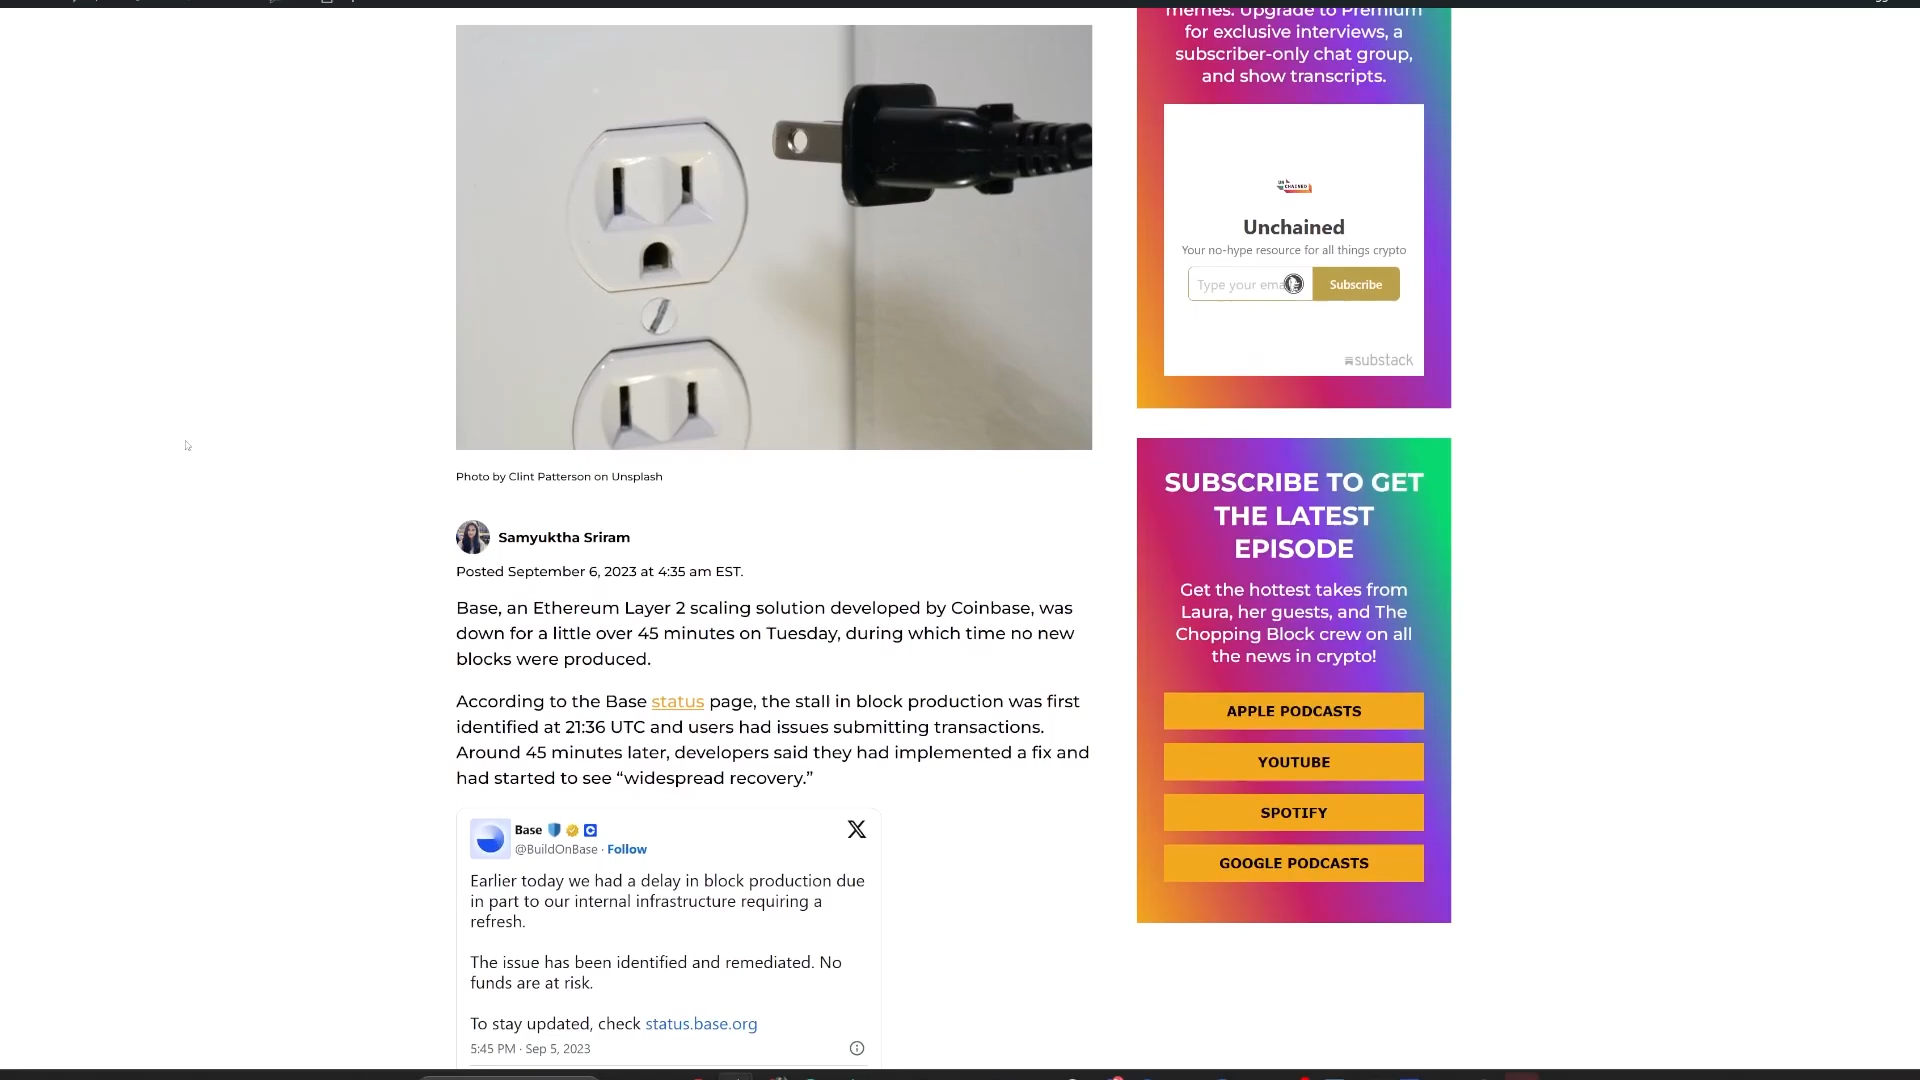 Photo by Clint Patterson on Unsplash
Samyuktha Sriram
Posted September 6, 2023 at 4:35 am EST.
Base, an Ethereum Layer 2 scaling solution developed by Coinbase, was
down for a little over 45 minutes on Tuesday, during which time no new
blocks were produced.
According to the Base status page, the stall in block production was first
identified at 21:36 UTC and users had issues submitting transactions.
Around 45 minutes later, developers said they had implemented a fix and
had started to see “widespread recovery.”
Base
@BuildOnBase · Follow
Earlier today we had a delay in block production due
in part to our internal infrastructure requiring a
refresh.
The issue has been identified and remediated. No
funds are at risk.
To stay updated, check status.base.org
5:45 PM · Sep 5, 2023
memes. Upgrade to Premium
for exclusive interviews, a
subscriber-only chat group,
and show transcripts.
CHAINED
Unchained
Your no-hype resource for all things crypto
Type your ema
Subscribe
substack
SUBSCRIBE TO GET
THE LATEST
EPISODE
Get the hottest takes from
Laura, her guests, and The
Chopping Block crew on all
the news in crypto!
APPLE PODCASTS
YOUTUBE
SPOTIFY
GOOGLE PODCASTS